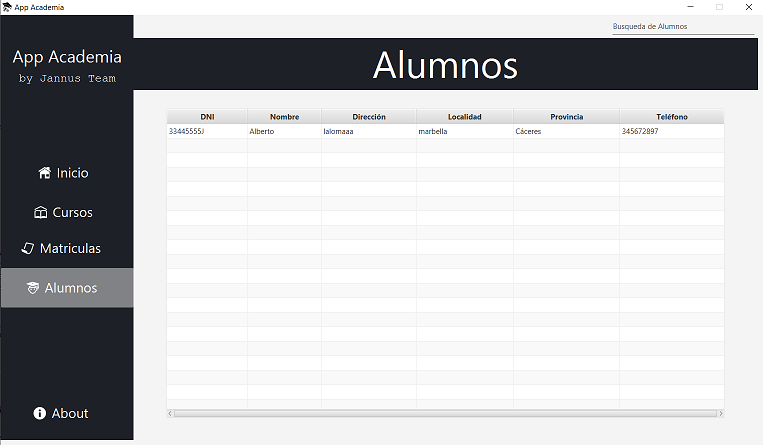 App Academia
Busqueda de Alumnos
App Academia
by Jannus Team
Alumnos
DNI Nombre Dirección Localidad Provincia Teléfono
33445555J Alberto lalomaaa marbella Cáceres 345672897
Inicio
Cursos
Matriculas
Alumnos
About